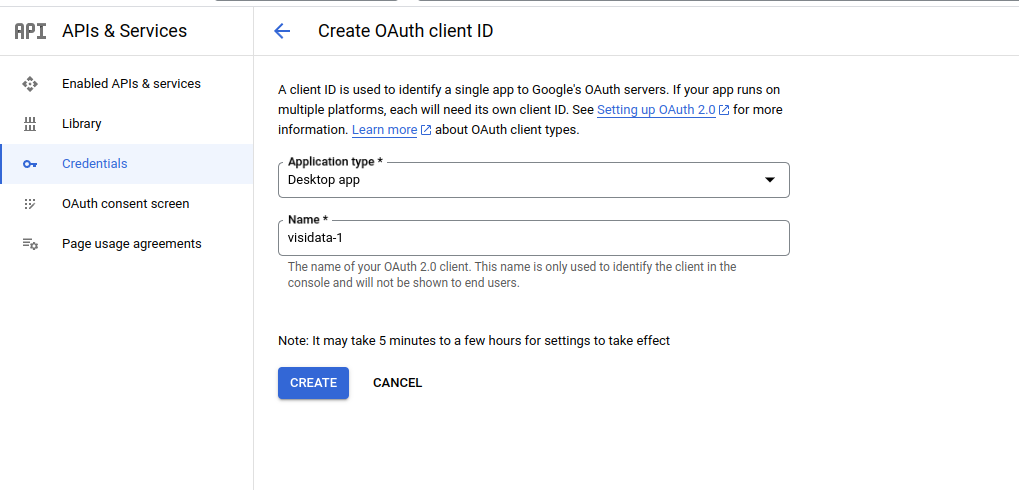 API APIs & Services
Create OAuth client ID
Enabled APIs & services
Library
Credentials
OAuth consent screen
Page usage agreements
A client ID is used to identify a single app to Google's OAuth servers. If your app runs on
multiple platforms, each will need its own client ID. See Setting up OAuth 2.0 for more
information. Learn more about OAuth client types.
Application type *
Desktop app
Name *
visidata-1
The name of your OAuth 2.0 client. This name is only used to identify the client in the
console and will not be shown to end users.
Note: It may take 5 minutes to a few hours for settings to take effect
CREATE CANCEL